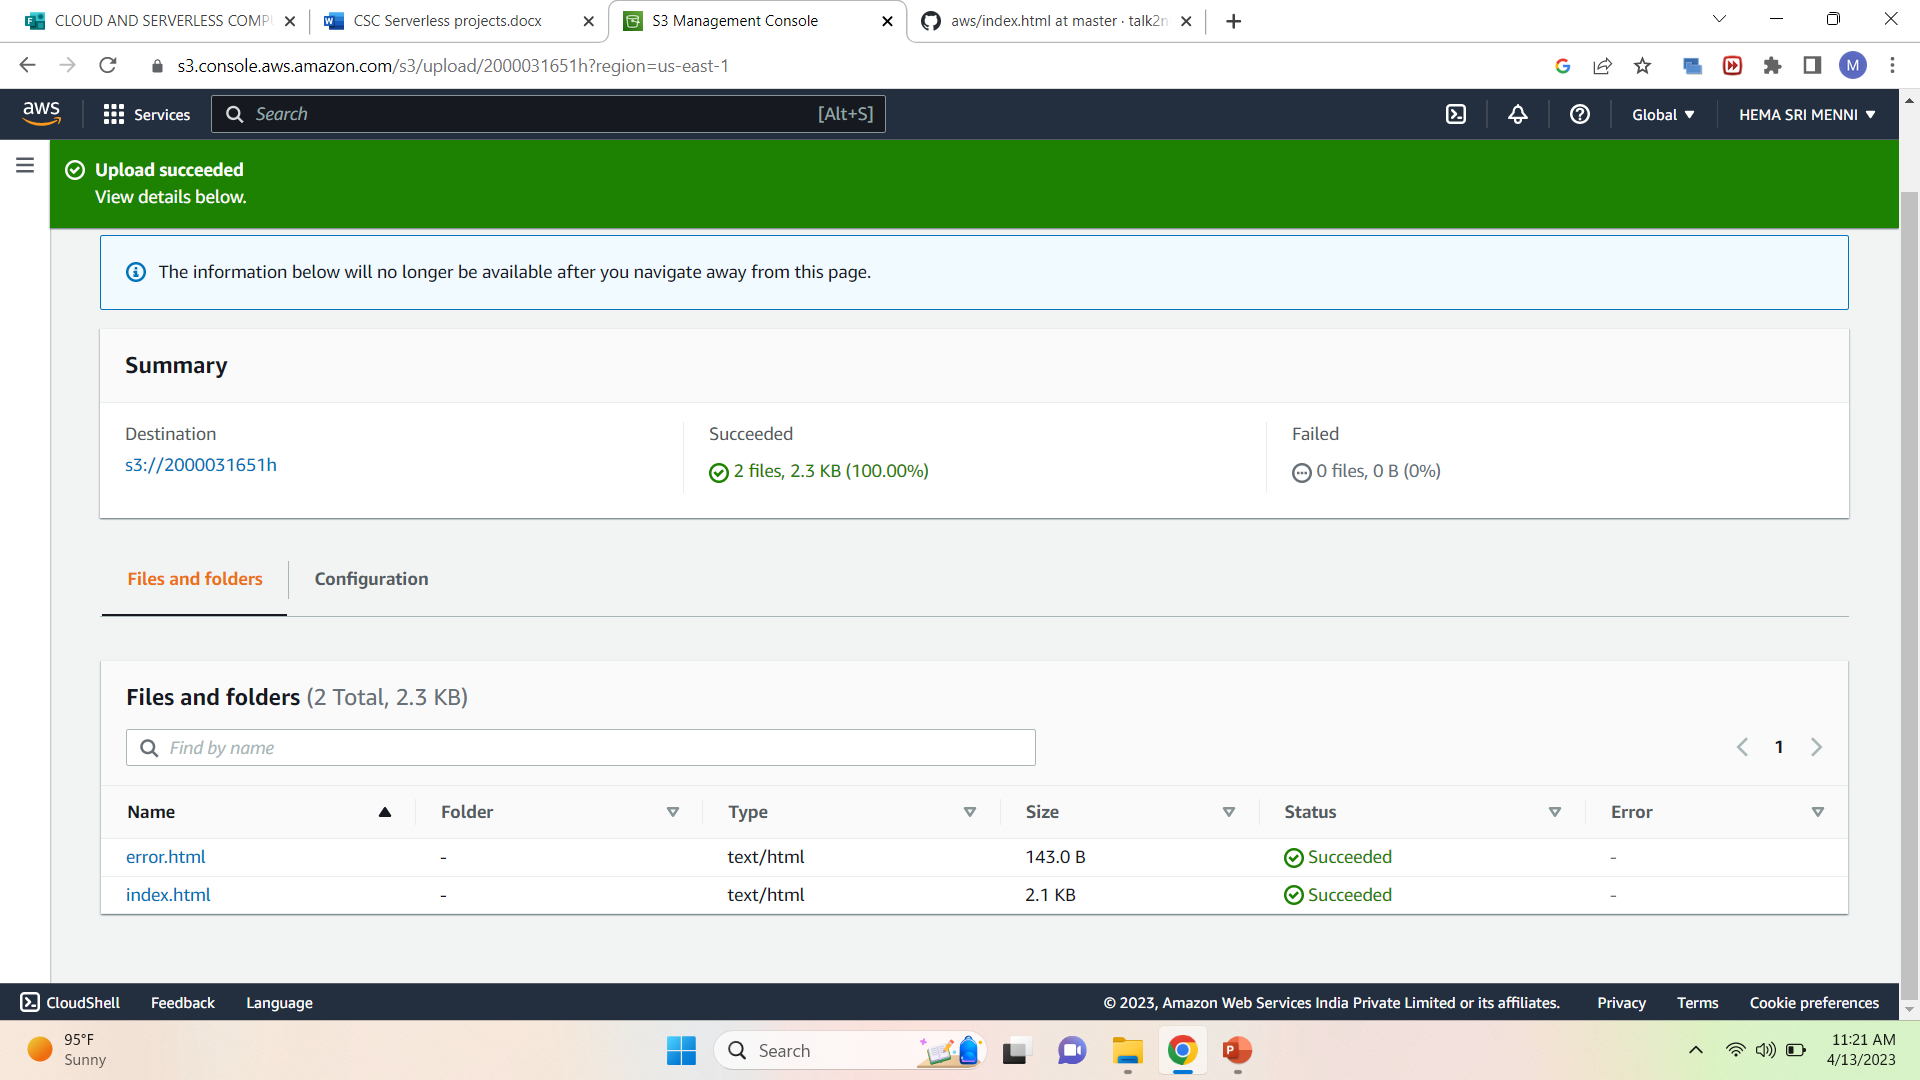 CLOUD AND SERVERLESS COMP
CSC Serverless projects.docx
S3 Management Console
aws/index.html at master · talk2
s3.console.aws.amazon.com/s3/upload/2000031651h?region=us-east-1
M
aws
Services
Search
[Alt+S]
Global
HEMA SRI MENNI
Upload succeeded
View details below.
The information below will no longer be available after you navigate away from this page.
Summary
Destination
Succeeded
Failed
s3://2000031651h
2 files, 2.3 KB (100.00%)
0 files, 0 B (0%)
Files and folders
Configuration
Files and folders (2 Total, 2.3 KB)
Find by name
1
Name Folder Type Size Status Error
error.html - text/html 143.0 B Succeeded -
index.html - text/html 2.1 KB Succeeded -
CloudShell Feedback Language © 2023, Amazon Web Services India Private Limited or its affiliates. Privacy Terms Cookie preferences
95°F
Sunny
Search
11:21 AM
4/13/2023